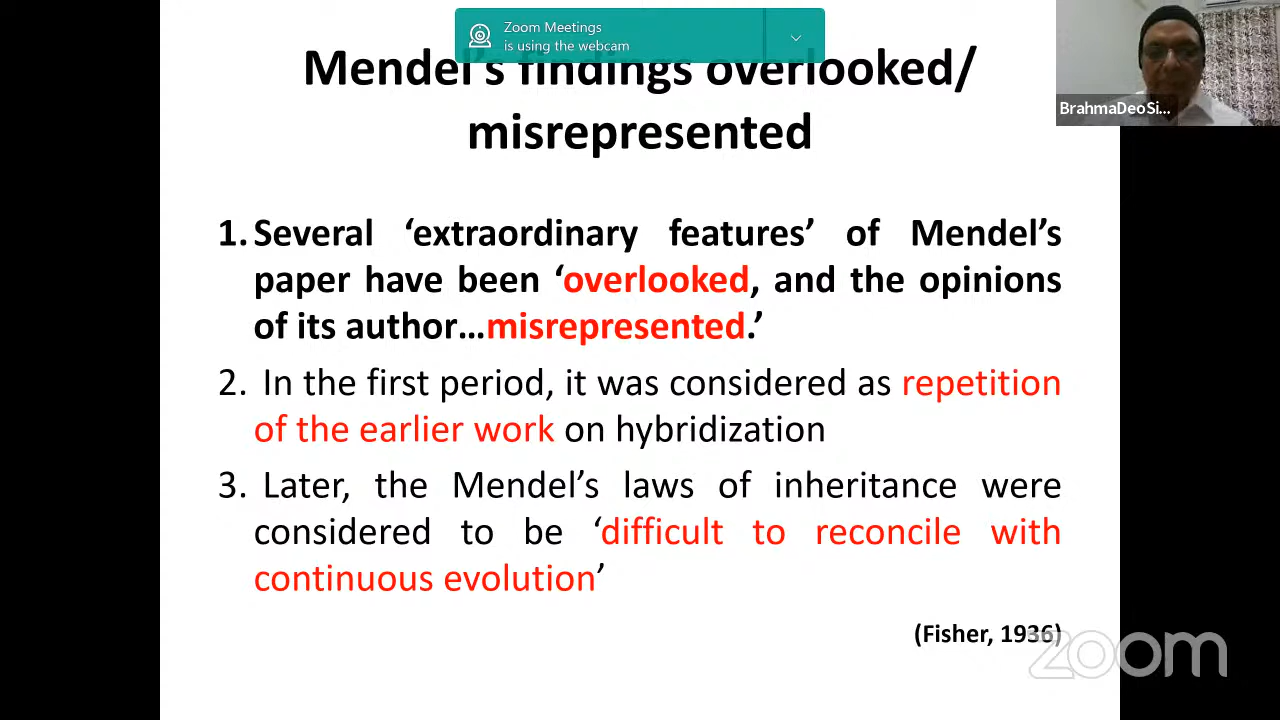 Zoom Meetings
is using the webcam
BrahmaDeoSi...
Mendel's findings overlooked/
misrepresented
1. Several ‘extraordinary features’ of Mendel’s
paper have been ‘overlooked, and the opinions
of its author…misrepresented.’
2. In the first period, it was considered as repetition
of the earlier work on hybridization
3. Later, the Mendel’s laws of inheritance were
considered to be ‘difficult to reconcile with
continuous evolution’
(Fisher, 1936)
zoom